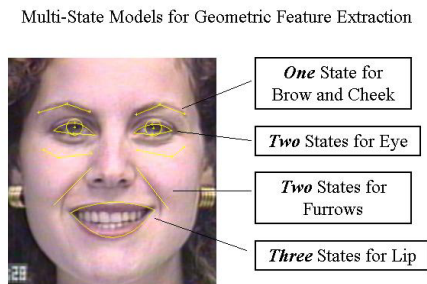 Multi-State Models for Geometric Feature Extraction
One State for
Brow and Cheek
Two States for Eye
Two States for
Furrows
Three States for Lip
:29